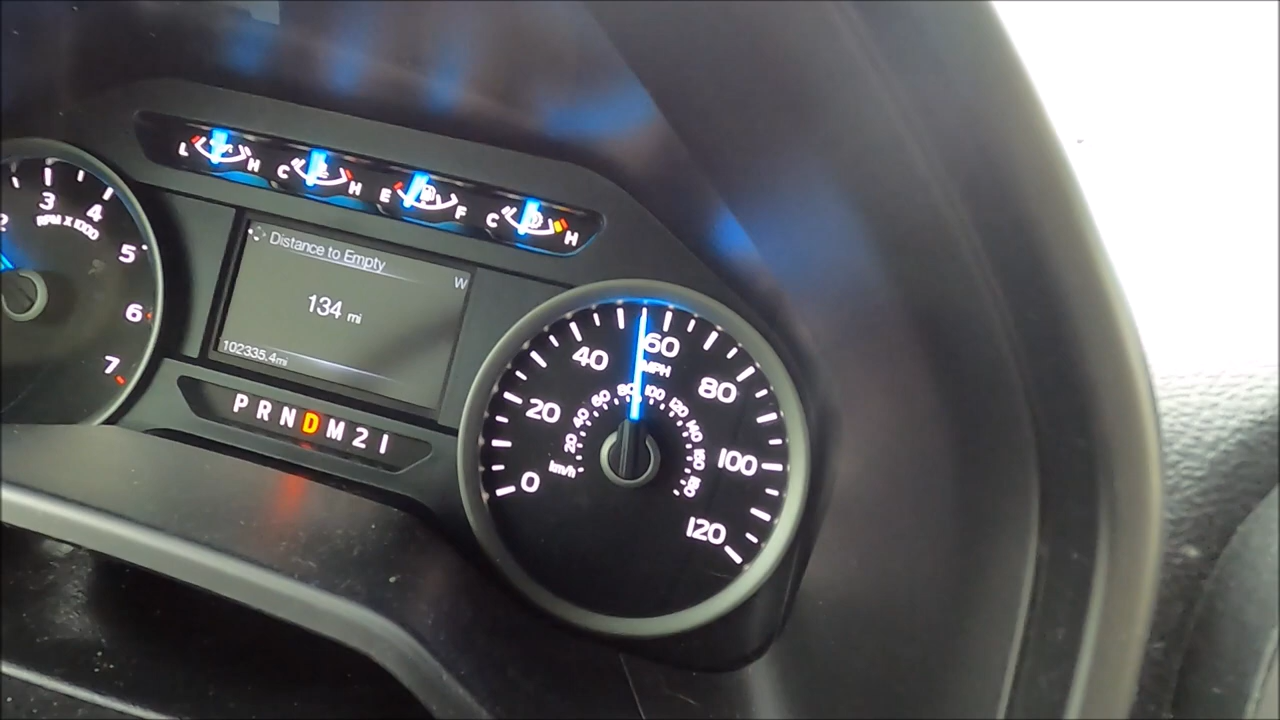 L H C H E F C H
2 3 4 5 6 7
RPM X 1000
Distance to Empty
W
134 mi
102335.4mi
P R N D M 2 1
0 20 40 60 80 100 120
MPH
20 40 60 80 100 120 140 160 180
km/h